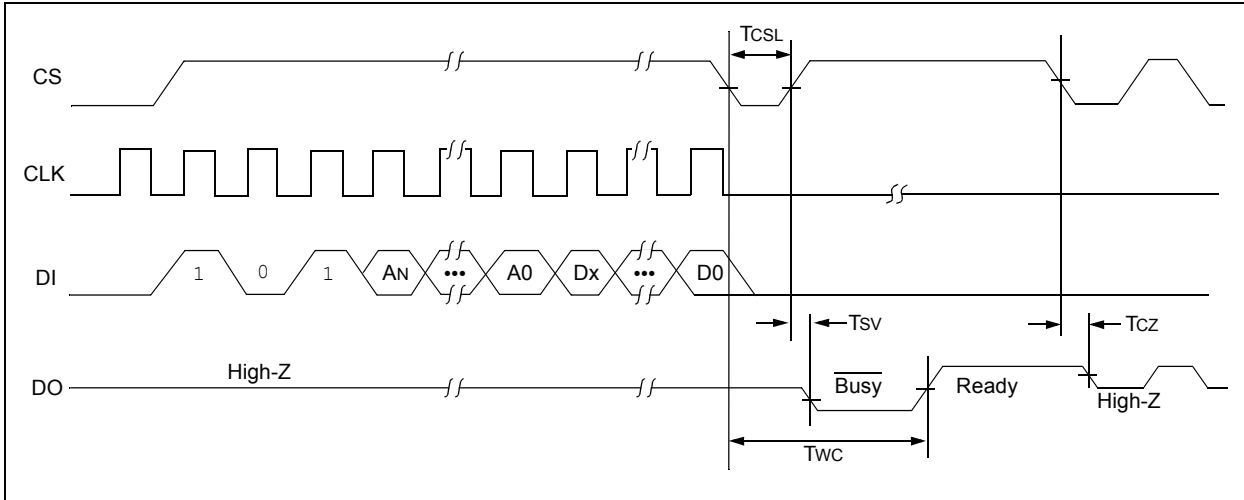 TCSL
CS
CLK
DI 1 0 1 AN ••• A0 Dx ••• D0
TSV TCZ
High-Z Busy Ready
DO High-Z
TWC